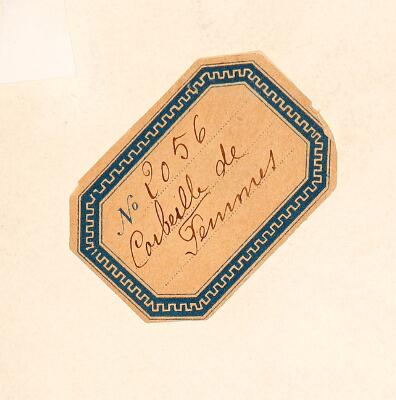 No 2056
Corbeille de
Femmes